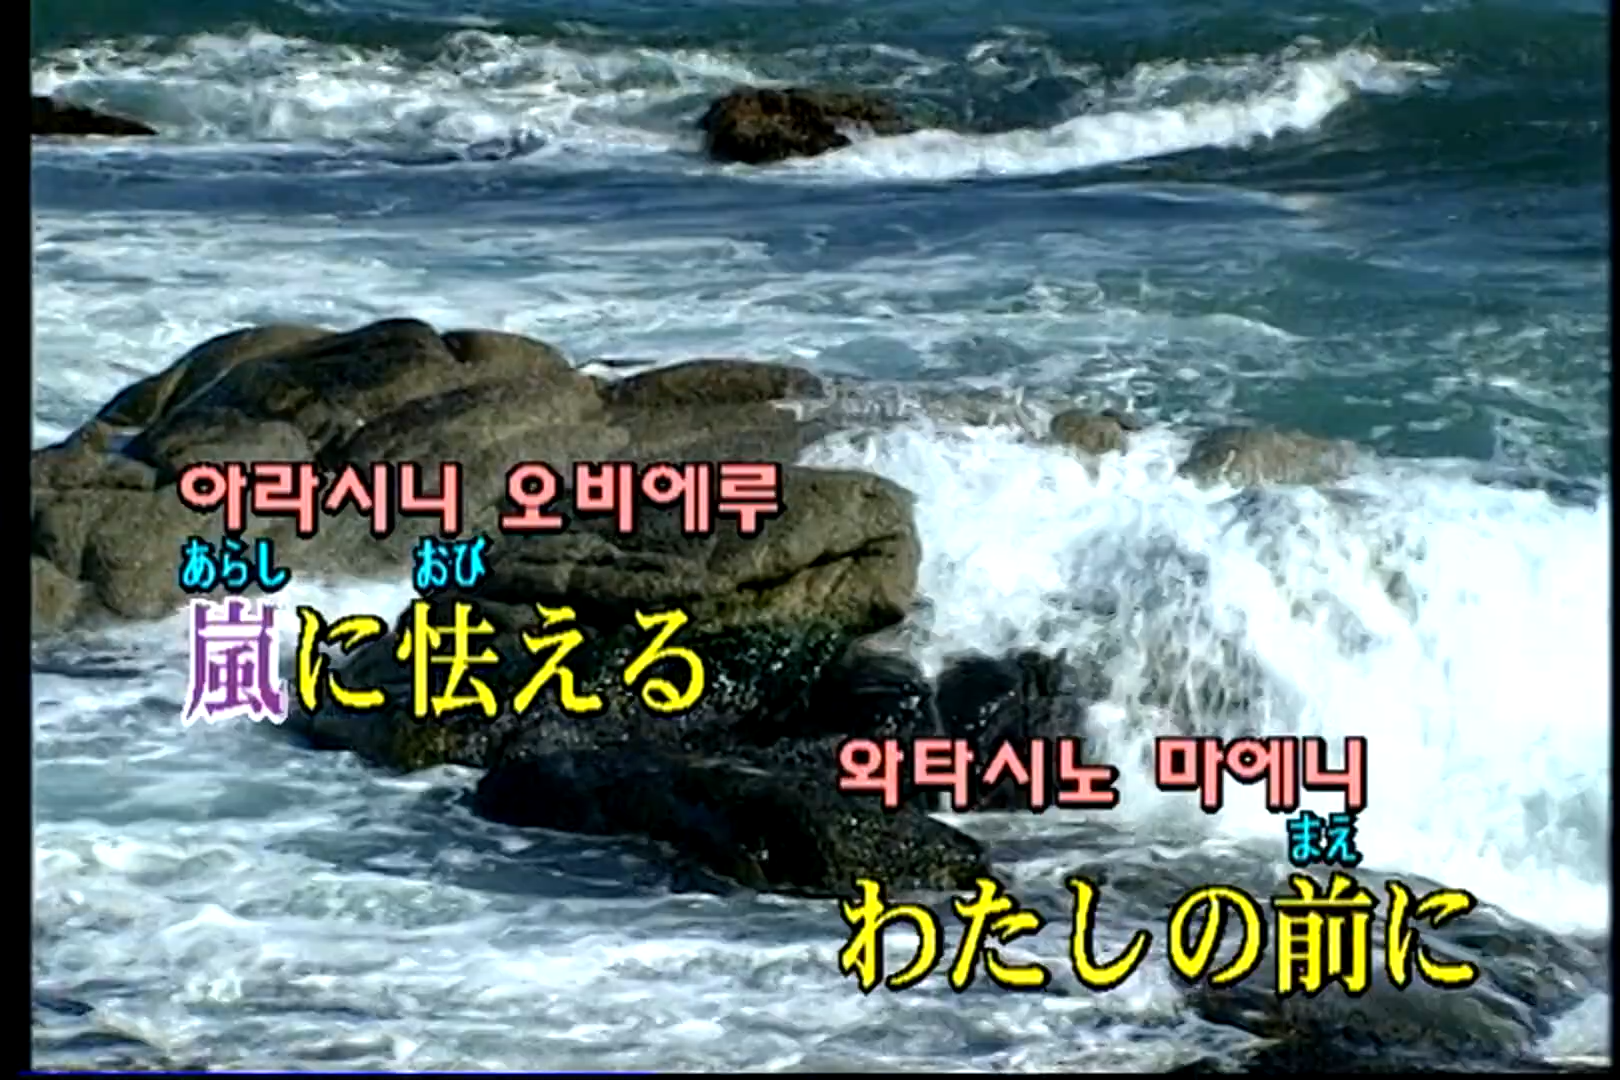 아라시니 오비에루
あらし おび
嵐に怯える
와타시노 마에니
まえ
わたしの前に